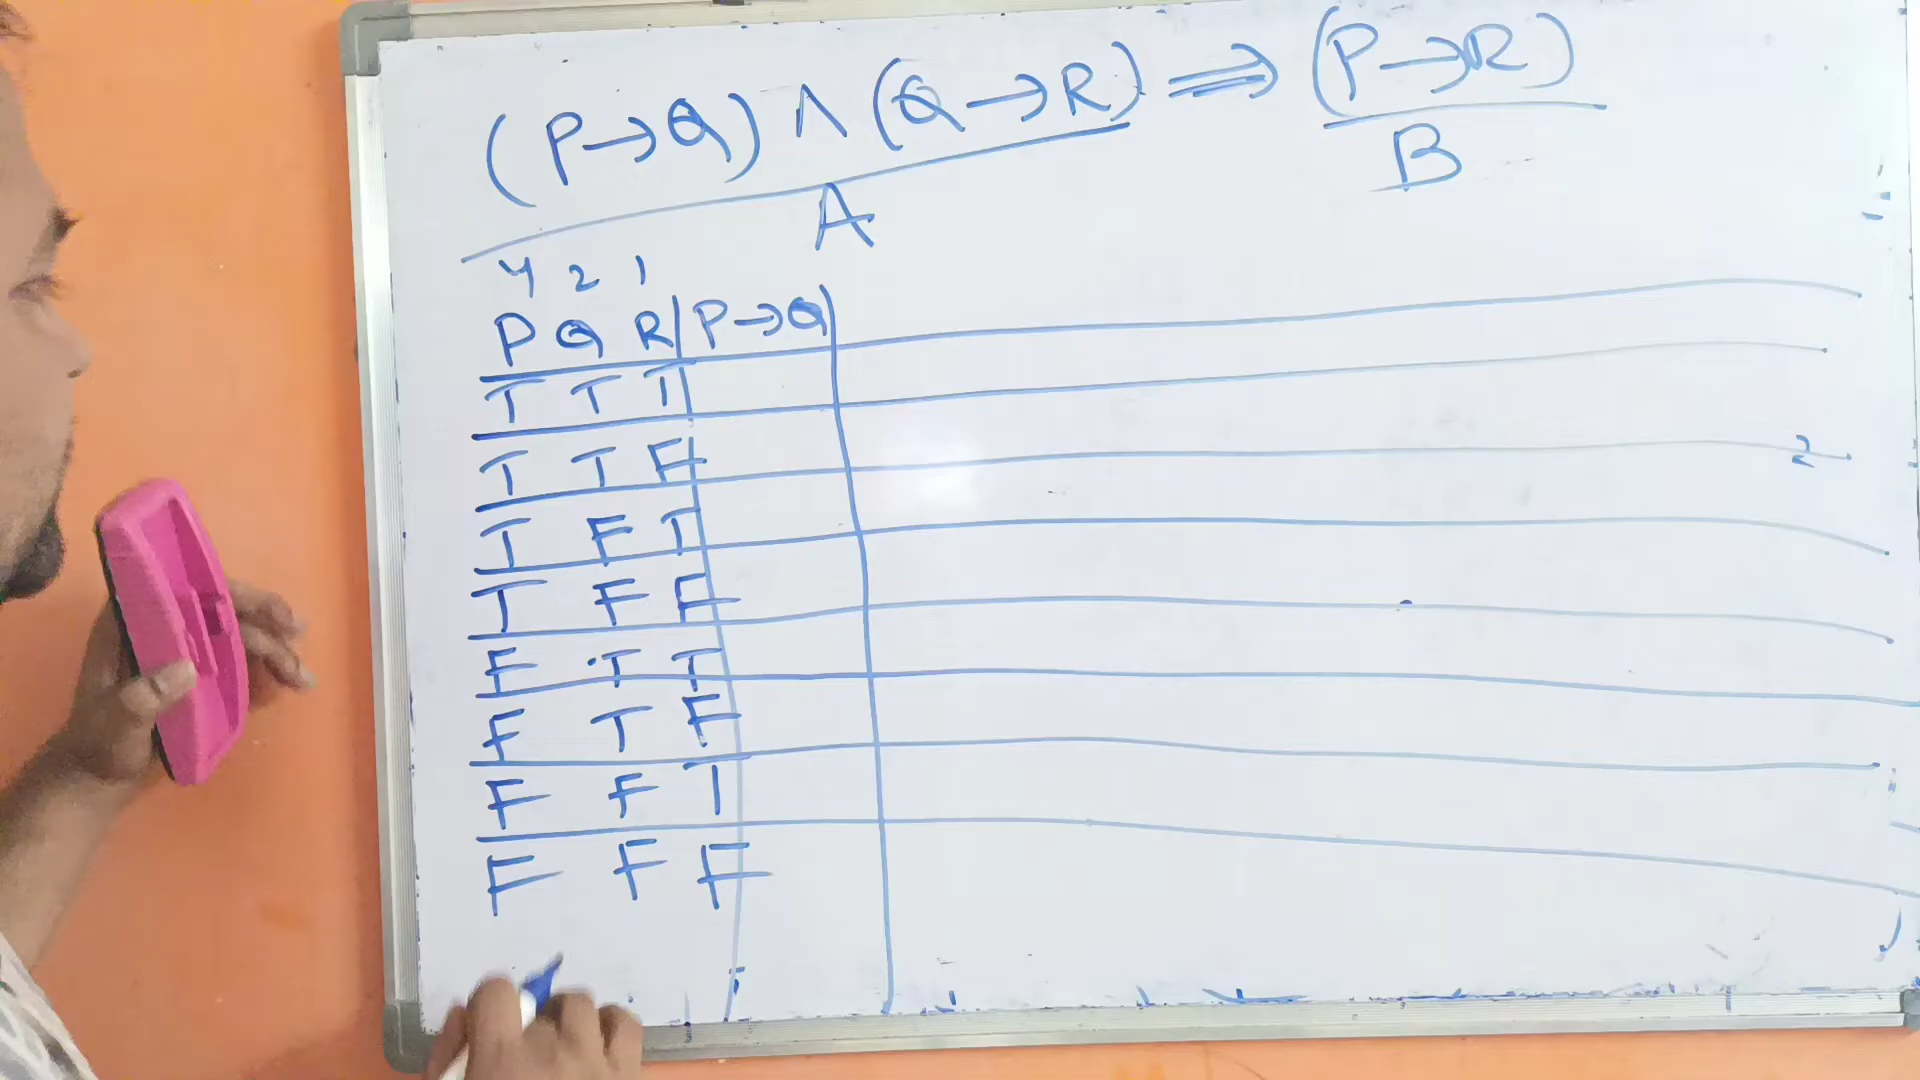 (P→Q) ∧ (Q→R) ⟹ (P→R)
A B
4 2 1
P Q R P→Q
T T T
T T F
T F T
T F F
F T T
F T F
F F T
F F F
2